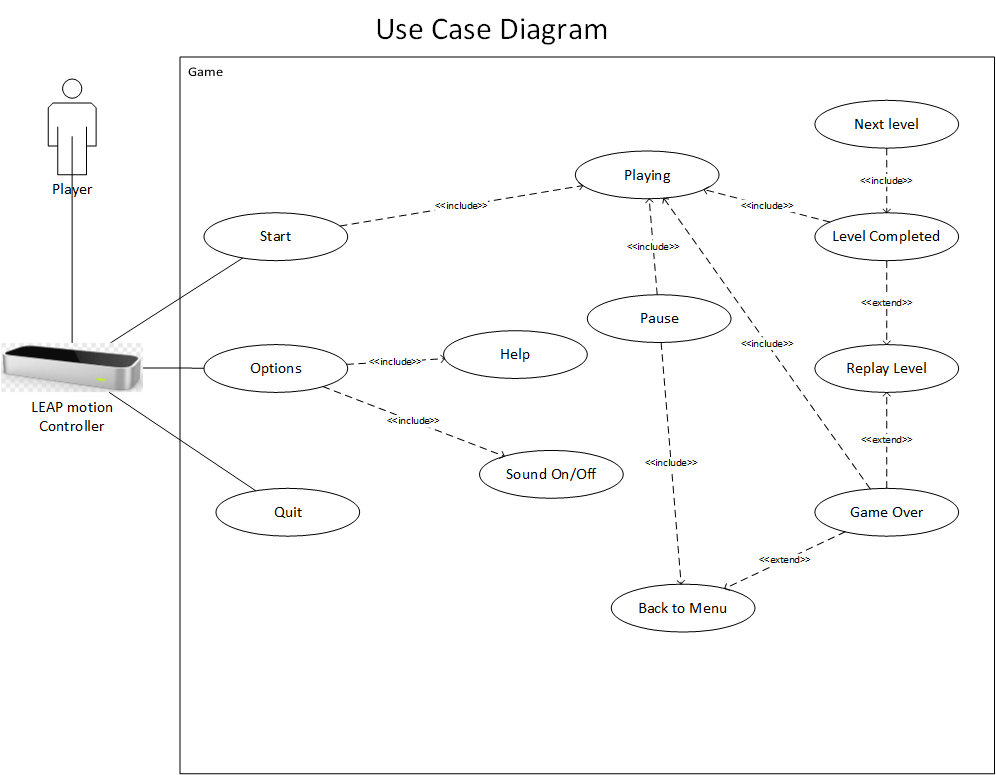 Use Case Diagram
Game
Player
Next level
<<include>>
Playing
<<include>>
<<include>>
Start
Level Completed
<<include>>
<<extend>>
Pause
<<include>>
Help
<<include>>
Options
Replay Level
LEAP motion
Controller
<<include>>
<<extend>>
<<include>>
Sound On/Off
Quit
Game Over
<<extend>>
Back to Menu